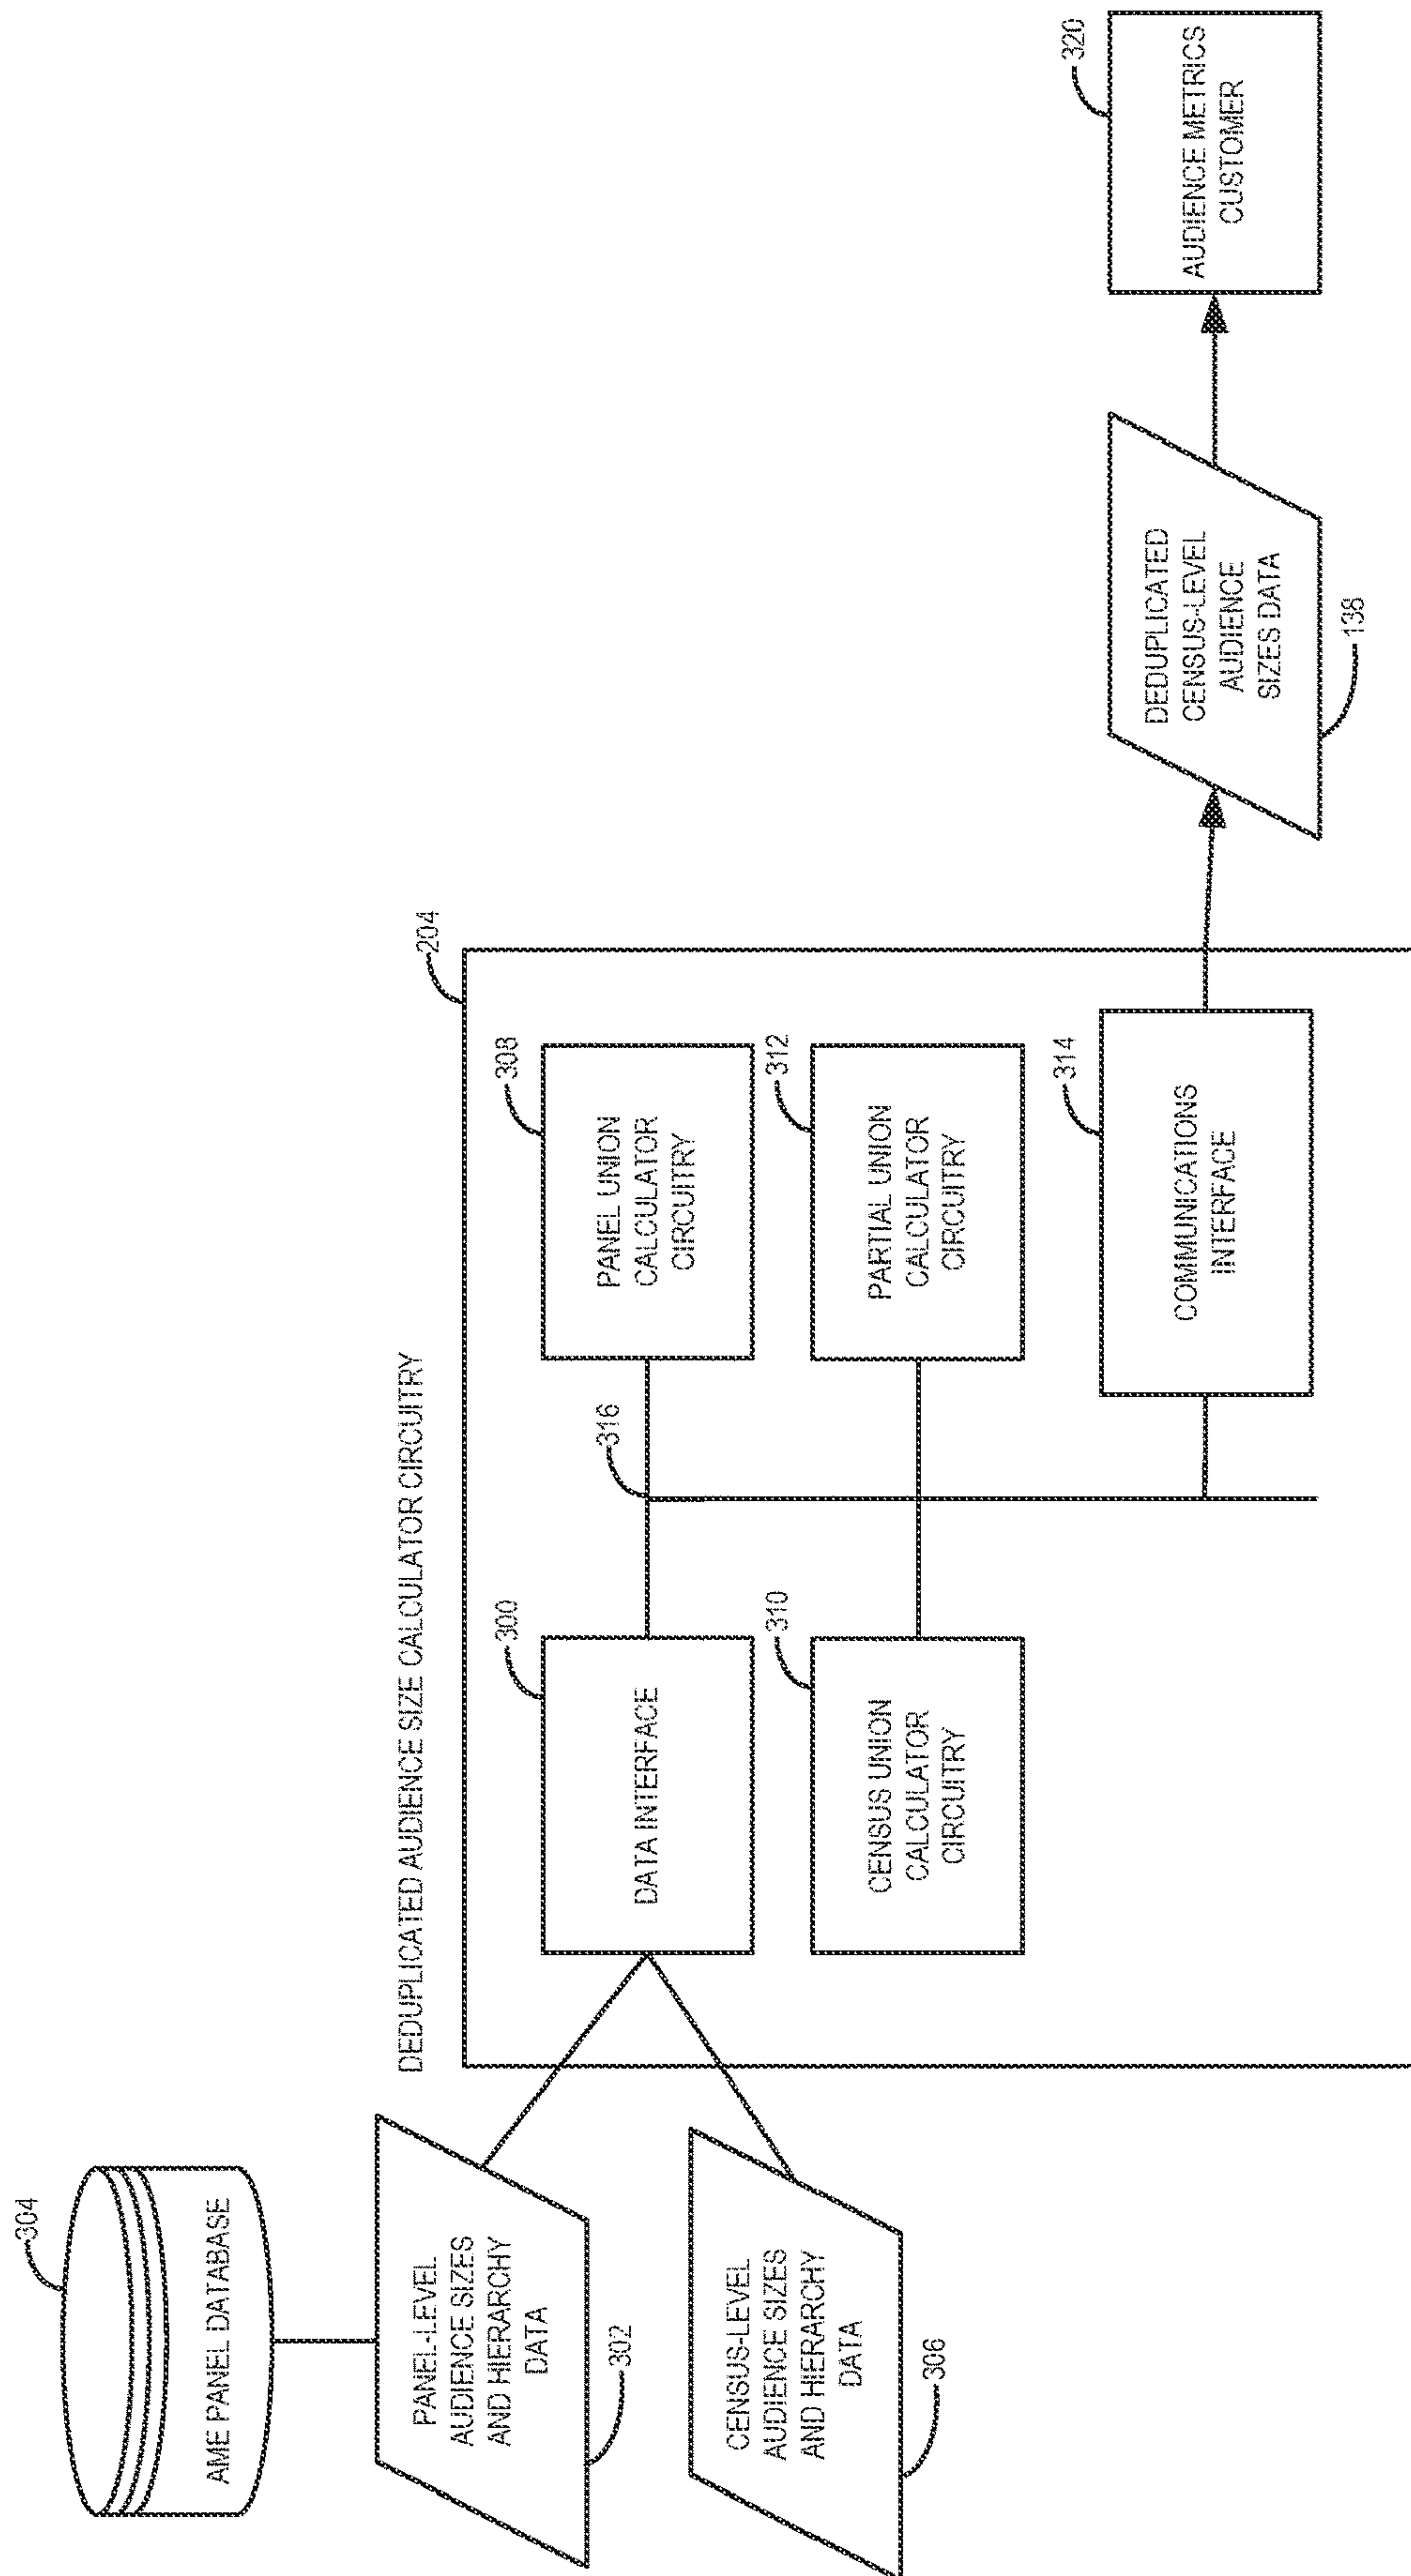 304
AME PANEL DATABASE
PANEL-LEVEL
AUDIENCE SIZES
AND HIERARCHY
DATA
302
CENSUS-LEVEL
AUDIENCE SIZES
AND HIERARCHY
DATA
306
DEDUPLICATED AUDIENCE SIZE CALCULATOR CIRCUITRY
204
300
DATA INTERFACE
316
308
PANEL UNION
CALCULATOR
CIRCUITRY
310
CENSUS UNION
CALCULATOR
CIRCUITRY
312
PARTIAL UNION
CALCULATOR
CIRCUITRY
314
COMMUNICATIONS
INTERFACE
DEDUPLICATED
CENSUS-LEVEL
AUDIENCE
SIZES DATA
138
320
AUDIENCE METRICS
CUSTOMER